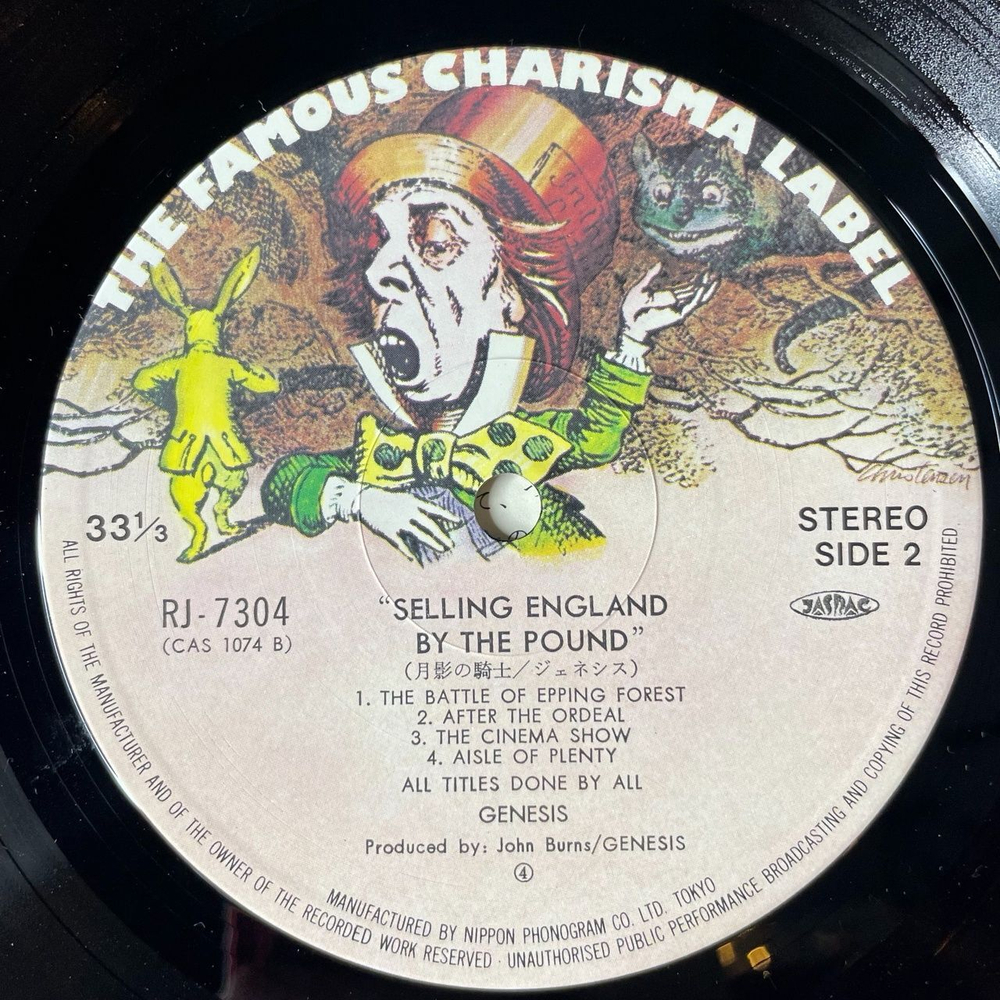 THE FAMOUS CHARISMA LABEL
Christensen
33⅓
STEREO
SIDE 2
RJ-7304
(CAS 1074 B)
JASRAC
"SELLING ENGLAND
BY THE POUND"
(月影の騎士/ジェネシス)
1. THE BATTLE OF EPPING FOREST
2. AFTER THE ORDEAL
3. THE CINEMA SHOW
4. AISLE OF PLENTY
ALL TITLES DONE BY ALL
GENESIS
Produced by: John Burns/GENESIS
④
MANUFACTURED BY NIPPON PHONOGRAM CO. LTD. TOKYO
ALL RIGHTS OF THE MANUFACTURER AND OF THE OWNER OF THE RECORDED WORK RESERVED · UNAUTHORISED PUBLIC PERFORMANCE BROADCASTING AND COPYING OF THIS RECORD PROHIBITED